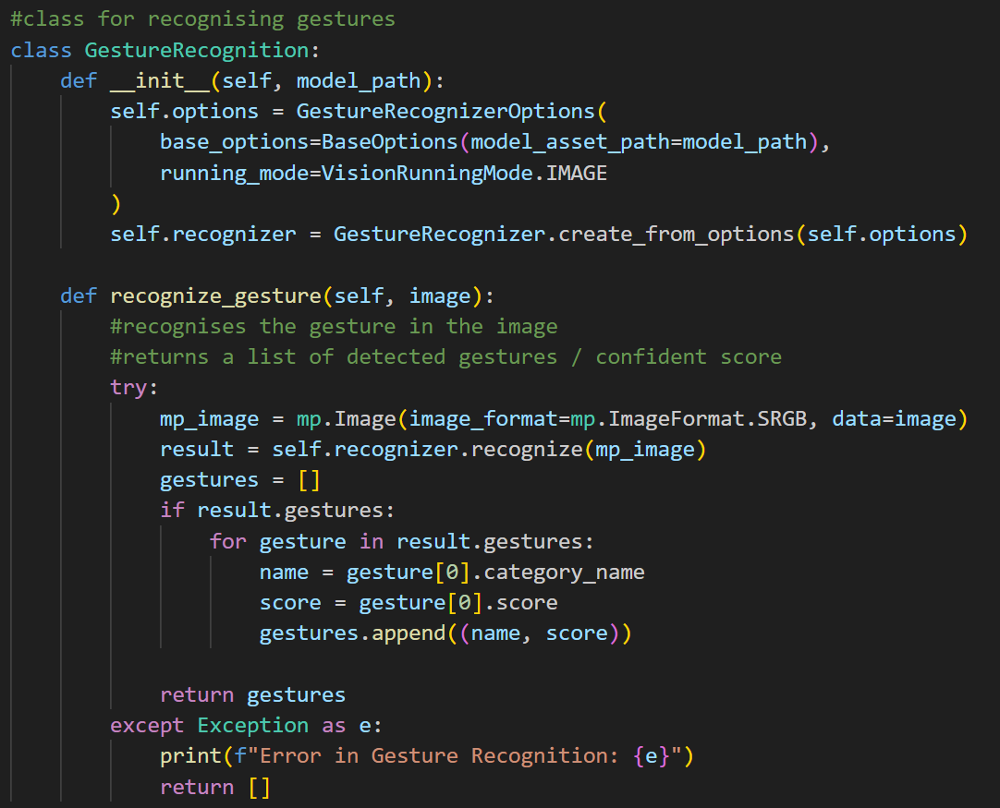 #class for recognising gestures
class GestureRecognition:
    def __init__(self, model_path):
        self.options = GestureRecognizerOptions(
            base_options=BaseOptions(model_asset_path=model_path),
            running_mode=VisionRunningMode.IMAGE
        )
        self.recognizer = GestureRecognizer.create_from_options(self.options)

    def recognize_gesture(self, image):
        #recognises the gesture in the image
        #returns a list of detected gestures / confident score
        try:
            mp_image = mp.Image(image_format=mp.ImageFormat.SRGB, data=image)
            result = self.recognizer.recognize(mp_image)
            gestures = []
            if result.gestures:
                for gesture in result.gestures:
                    name = gesture[0].category_name
                    score = gesture[0].score
                    gestures.append((name, score))

            return gestures
        except Exception as e:
            print(f"Error in Gesture Recognition: {e}")
            return []